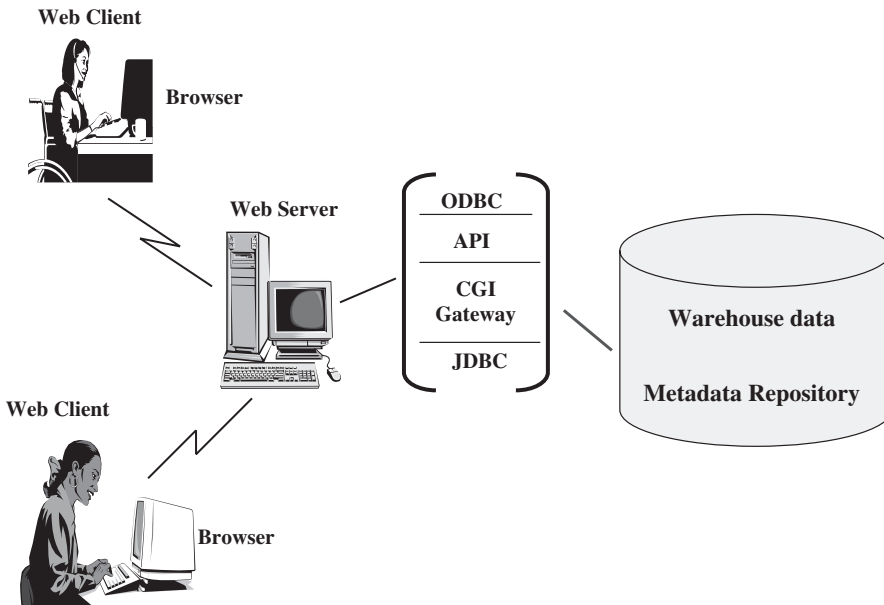 Web Client
Browser
Web Server
ODBC
API
CGI
Gateway
JDBC
Warehouse data
Metadata Repository
Web Client
Browser